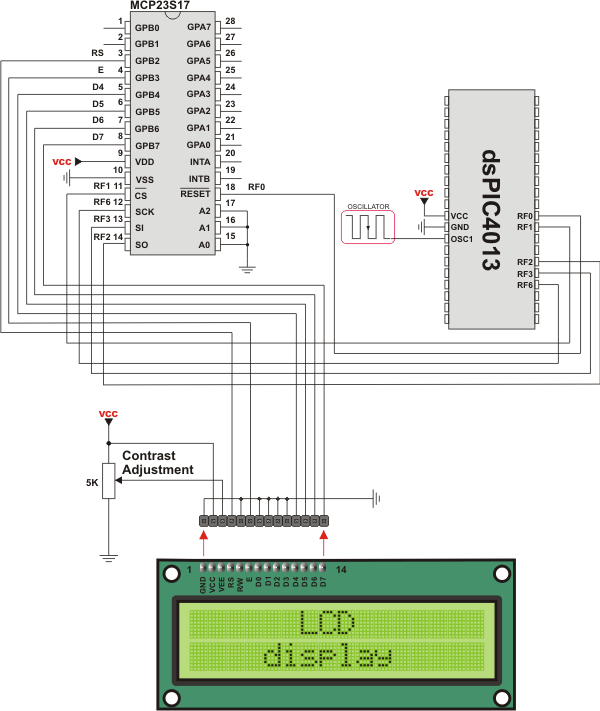 MCP23S17
1 GPB0 GPA7 28
2 GPB1 GPA6 27
RS 3 GPB2 GPA5 26
E 4 GPB3 GPA4 25
D4 5 GPB4 GPA3 24
D5 6 GPB5 GPA2 23
D6 7 GPB6 GPA1 22
D7 8 GPB7 GPA0 21
vcc 9 VDD INTA 20
10 VSS INTB 19
RF1 11 CS RESET 18 RF0
RF6 12 SCK A2 17
RF3 13 SI A1 16
RF2 14 SO A0 15
OSCILLATOR
vcc
VCC
GND
OSC1
dsPIC4013
RF0
RF1
RF2
RF3
RF6
vcc
Contrast
Adjustment
5K
1 14
GND VCC VEE RS R/W E D0 D1 D2 D3 D4 D5 D6 D7
LCD
display